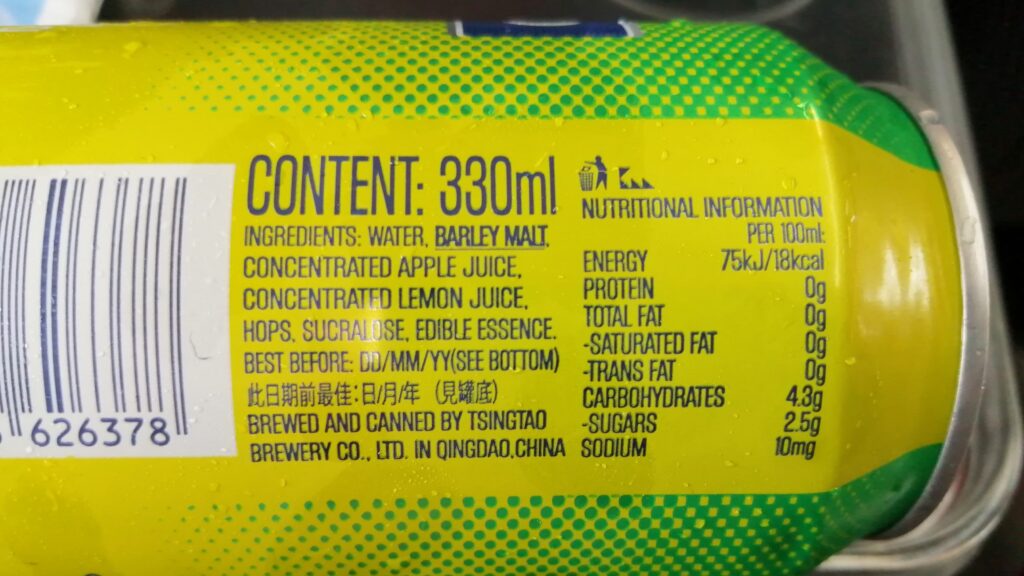 CONTENT: 330ml
INGREDIENTS: WATER, BARLEY MALT,
CONCENTRATED APPLE JUICE,
CONCENTRATED LEMON JUICE,
HOPS, SUCRALOSE, EDIBLE ESSENCE.
BEST BEFORE: DD/MM/YY(SEE BOTTOM)
此日期前最佳:日/月/年 (見罐底)
BREWED AND CANNED BY TSINGTAO
BREWERY CO., LTD. IN QINGDAO,CHINA
NUTRITIONAL INFORMATION
PER 100ml:
ENERGY 75kJ/18kcal
PROTEIN 0g
TOTAL FAT 0g
-SATURATED FAT 0g
-TRANS FAT 0g
CARBOHYDRATES 4.3g
-SUGARS 2.5g
SODIUM 10mg
626378